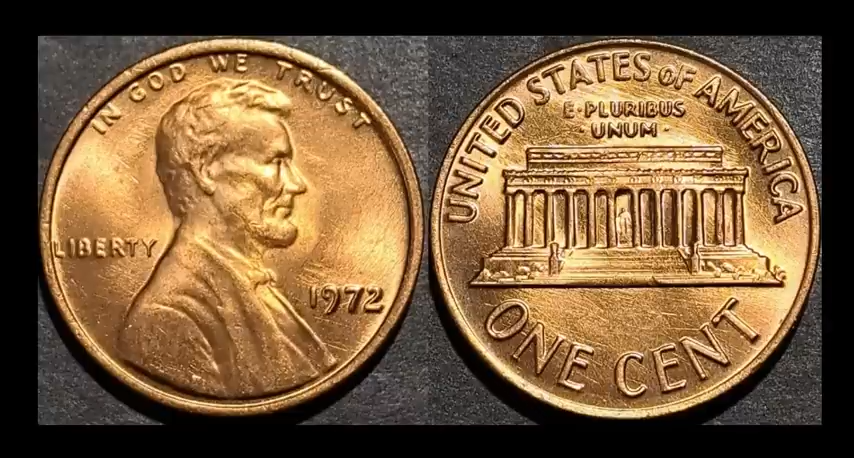 IN GOD WE TRUST
LIBERTY
1972
UNITED STATES OF AMERICA
E·PLURIBUS
·UNUM·
ONE CENT